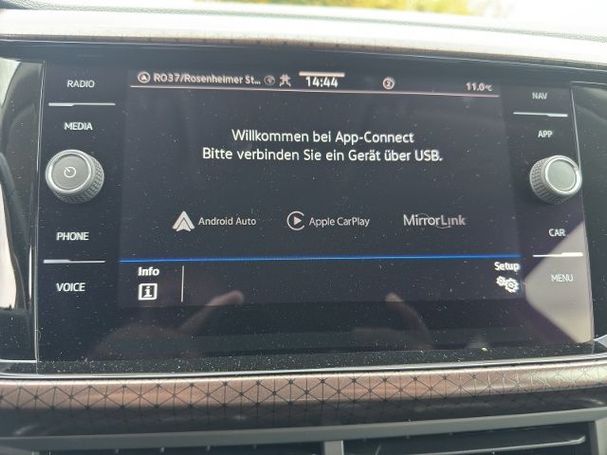 RADIO
MEDIA
PHONE
VOICE
RO37/Rosenheimer St... 14:44 2 11.0°C
Willkommen bei App-Connect
Bitte verbinden Sie ein Gerät über USB.
Android Auto Apple CarPlay MirrorLink
Info Setup
NAV
APP
CAR
MENU